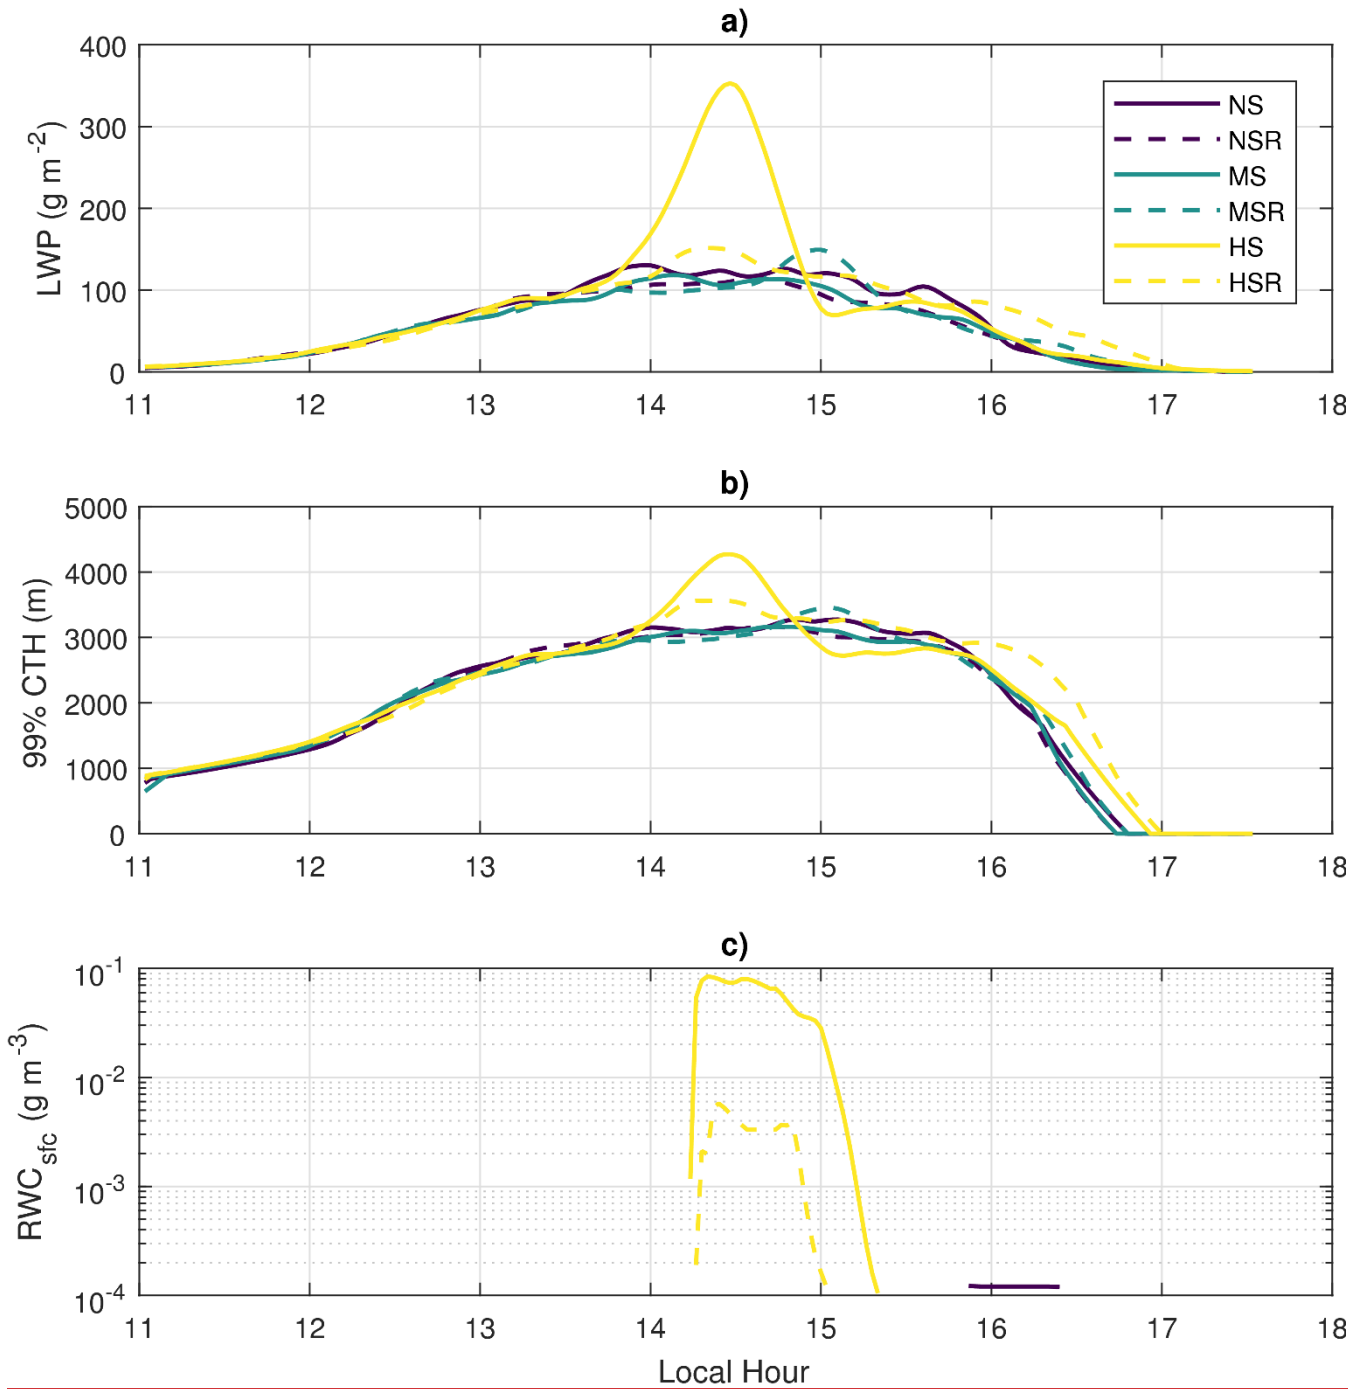 a)
400
300
200
100
0
LWP (g m-2)
NS
NSR
MS
MSR
HS
HSR
11 12 13 14 15 16 17 18
b)
5000
4000
3000
2000
1000
0
99% CTH (m)
11 12 13 14 15 16 17 18
c)
10-1
10-2
10-3
10-4
RWCsfc (g m-3)
11 12 13 14 15 16 17 18
Local Hour